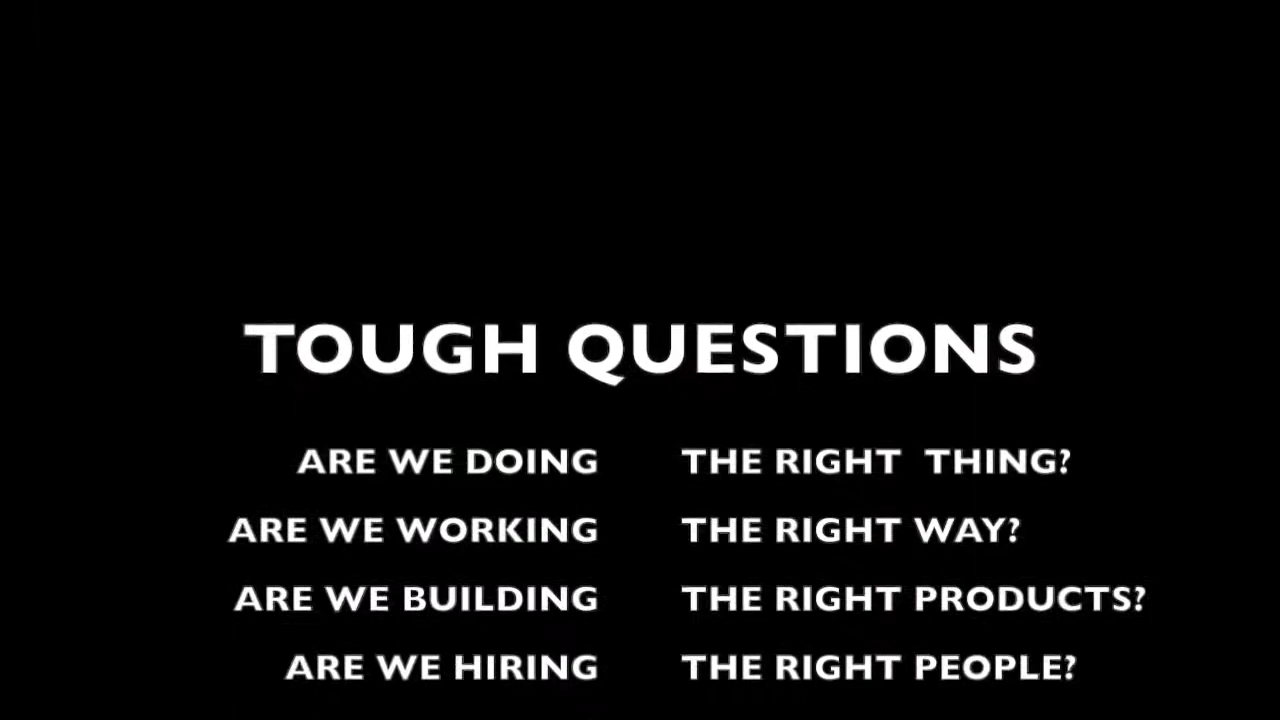 TOUGH QUESTIONS
ARE WE DOING THE RIGHT THING?
ARE WE WORKING THE RIGHT WAY?
ARE WE BUILDING THE RIGHT PRODUCTS?
ARE WE HIRING THE RIGHT PEOPLE?